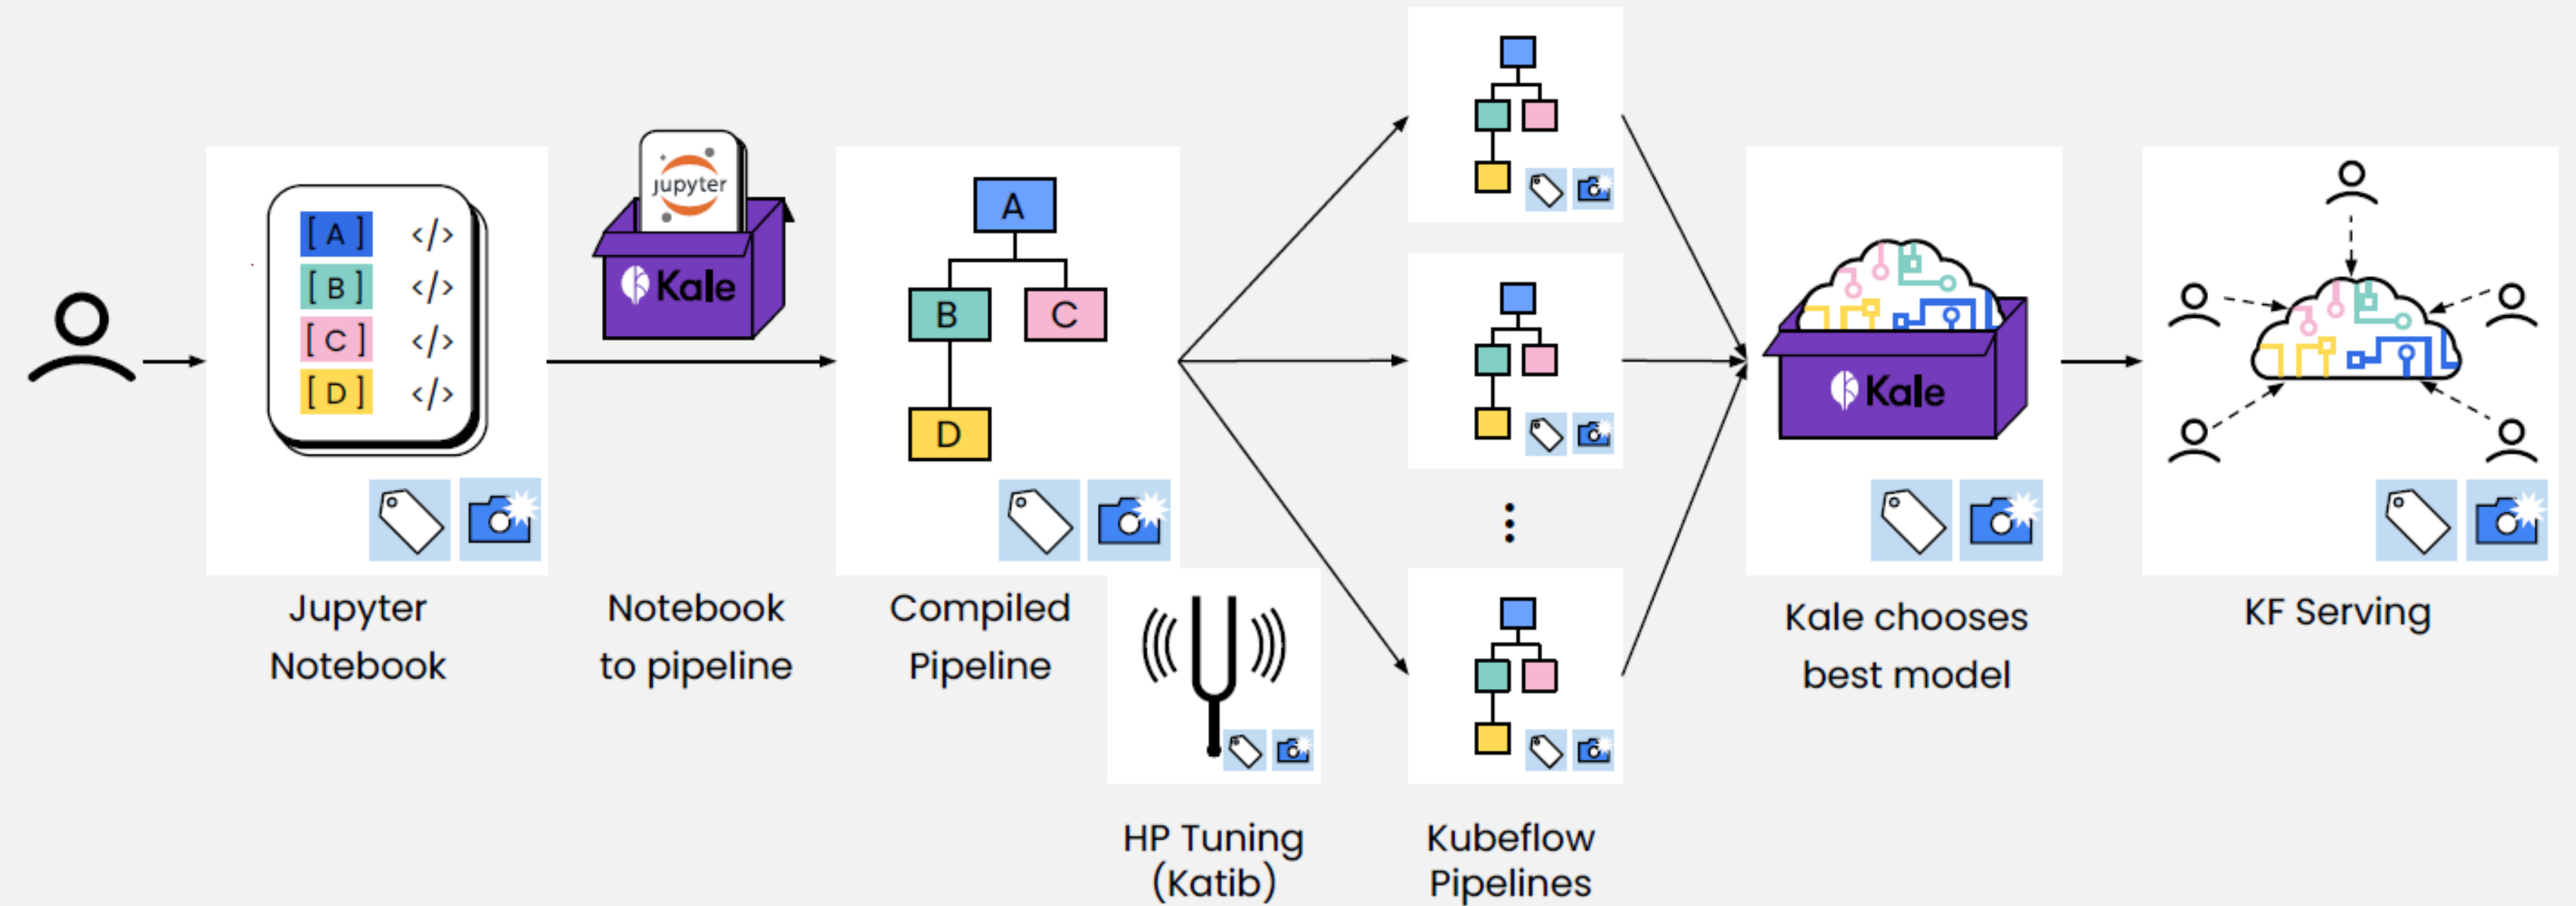 [ A ] </>
[ B ] </>
[ C ] </>
[ D ] </>
Jupyter
Notebook
jupyter
Kale
Notebook
to pipeline
A
B C
D
Compiled
Pipeline
HP Tuning
(Katib)
Kubeflow
Pipelines
Kale
Kale chooses
best model
KF Serving